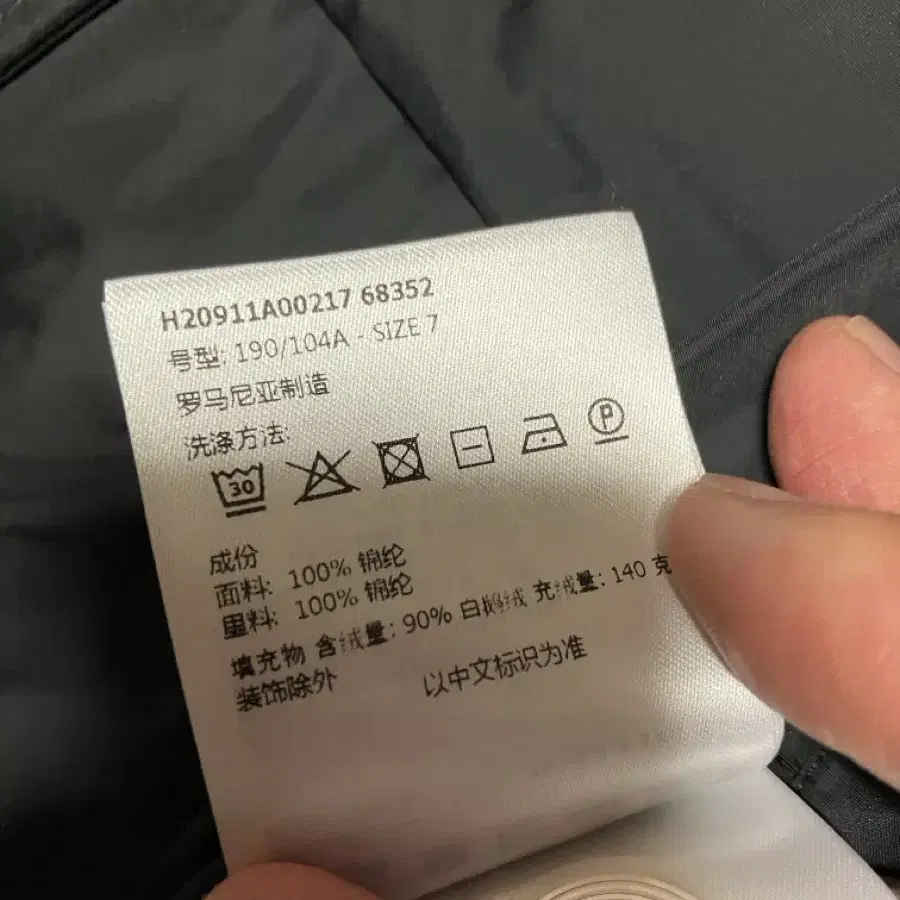 H20911A00217 68352
号型: 190/104A - SIZE 7
罗马尼亚制造
洗涤方法:
30
P
成份
面料: 100% 锦纶
里料: 100% 锦纶
填充物 含绒量: 90% 白鹅绒 充绒量: 140 克
装饰除外 以中文标识为准